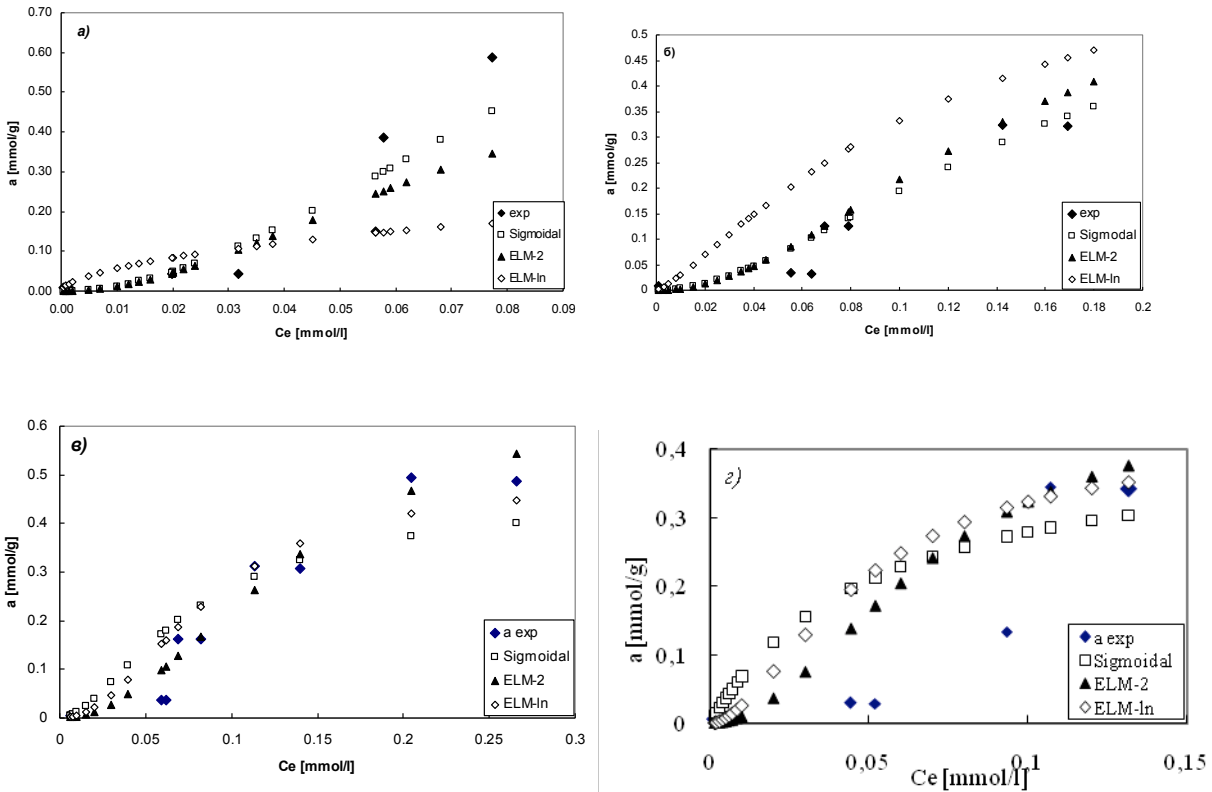 а)
0.70
0.60
0.50
0.40
0.30
0.20
0.10
0.00
a [mmol/g]
0.00 0.01 0.02 0.03 0.04 0.05 0.06 0.07 0.08 0.09
Ce [mmol/l]
exp
Sigmoidal
ELM-2
ELM-ln
б)
0.5
0.45
0.4
0.35
0.3
0.25
0.2
0.15
0.1
0.05
0
a [mmol/g]
0 0.02 0.04 0.06 0.08 0.1 0.12 0.14 0.16 0.18 0.2
Ce [mmol/l]
exp
Sigmodal
ELM-2
ELM-ln
в)
0.6
0.5
0.4
0.3
0.2
0.1
0
a [mmol/g]
0 0.05 0.1 0.15 0.2 0.25 0.3
Ce [mmol/l]
a exp
Sigmoidal
ELM-2
ELM-ln
г)
0,4
0,3
0,2
0,1
0
a [mmol/g]
0 0,05 0,1 0,15
Ce [mmol/l]
a exp
Sigmoidal
ELM-2
ELM-ln